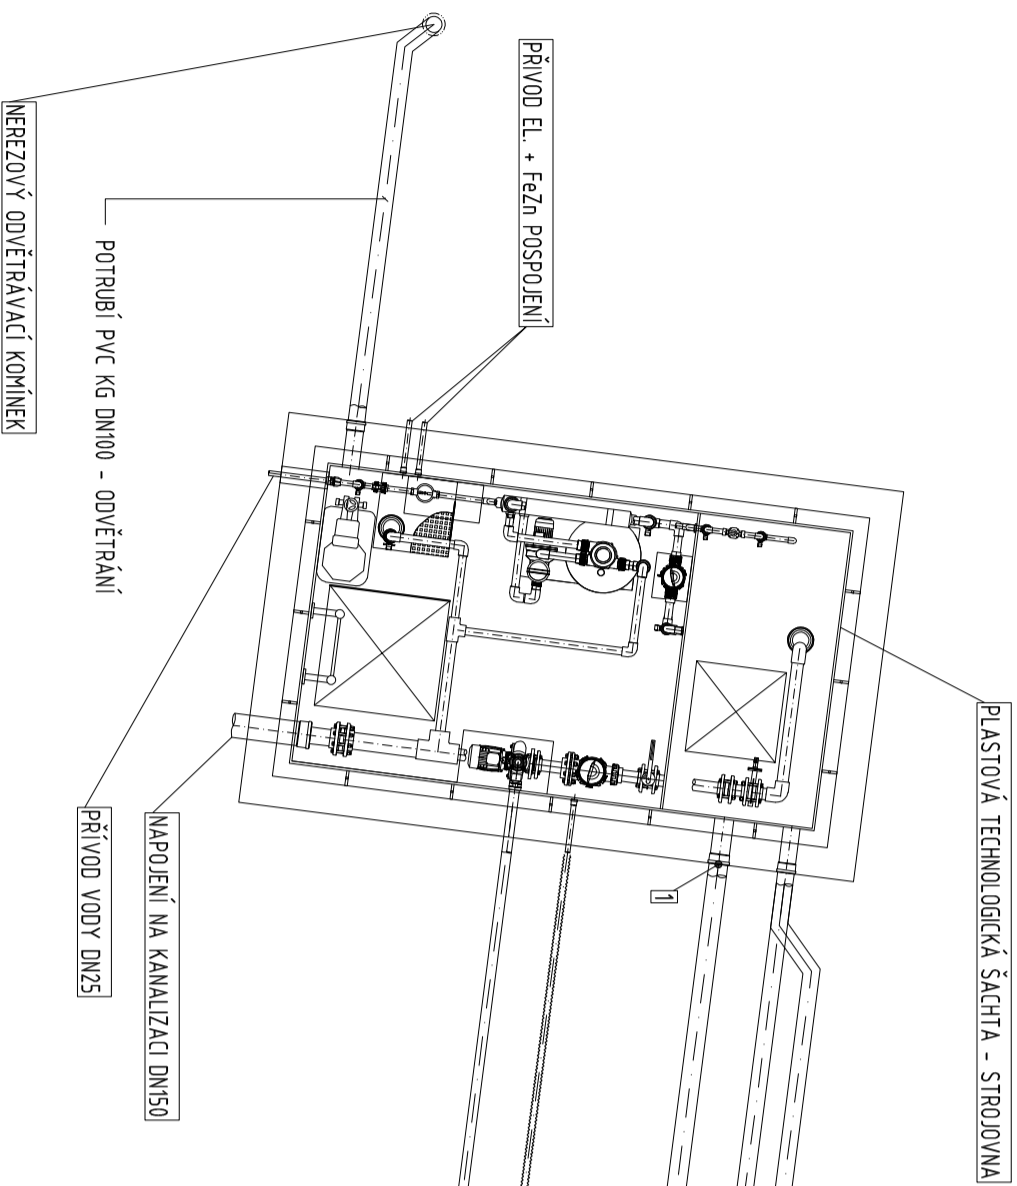 PLASTOVÁ TECHNOLOGICKÁ ŠACHTA - STROJOVNA
1
PŘIVOD EL. + FeZn POSPOJENÍ
NAPOJENÍ NA KANALIZACI DN150
POTRUBÍ PVC KG DN100 - ODVĚTRÁNÍ
PŘÍVOD VODY DN25
NEREZOVÝ ODVĚTRÁVACÍ KOMÍNEK